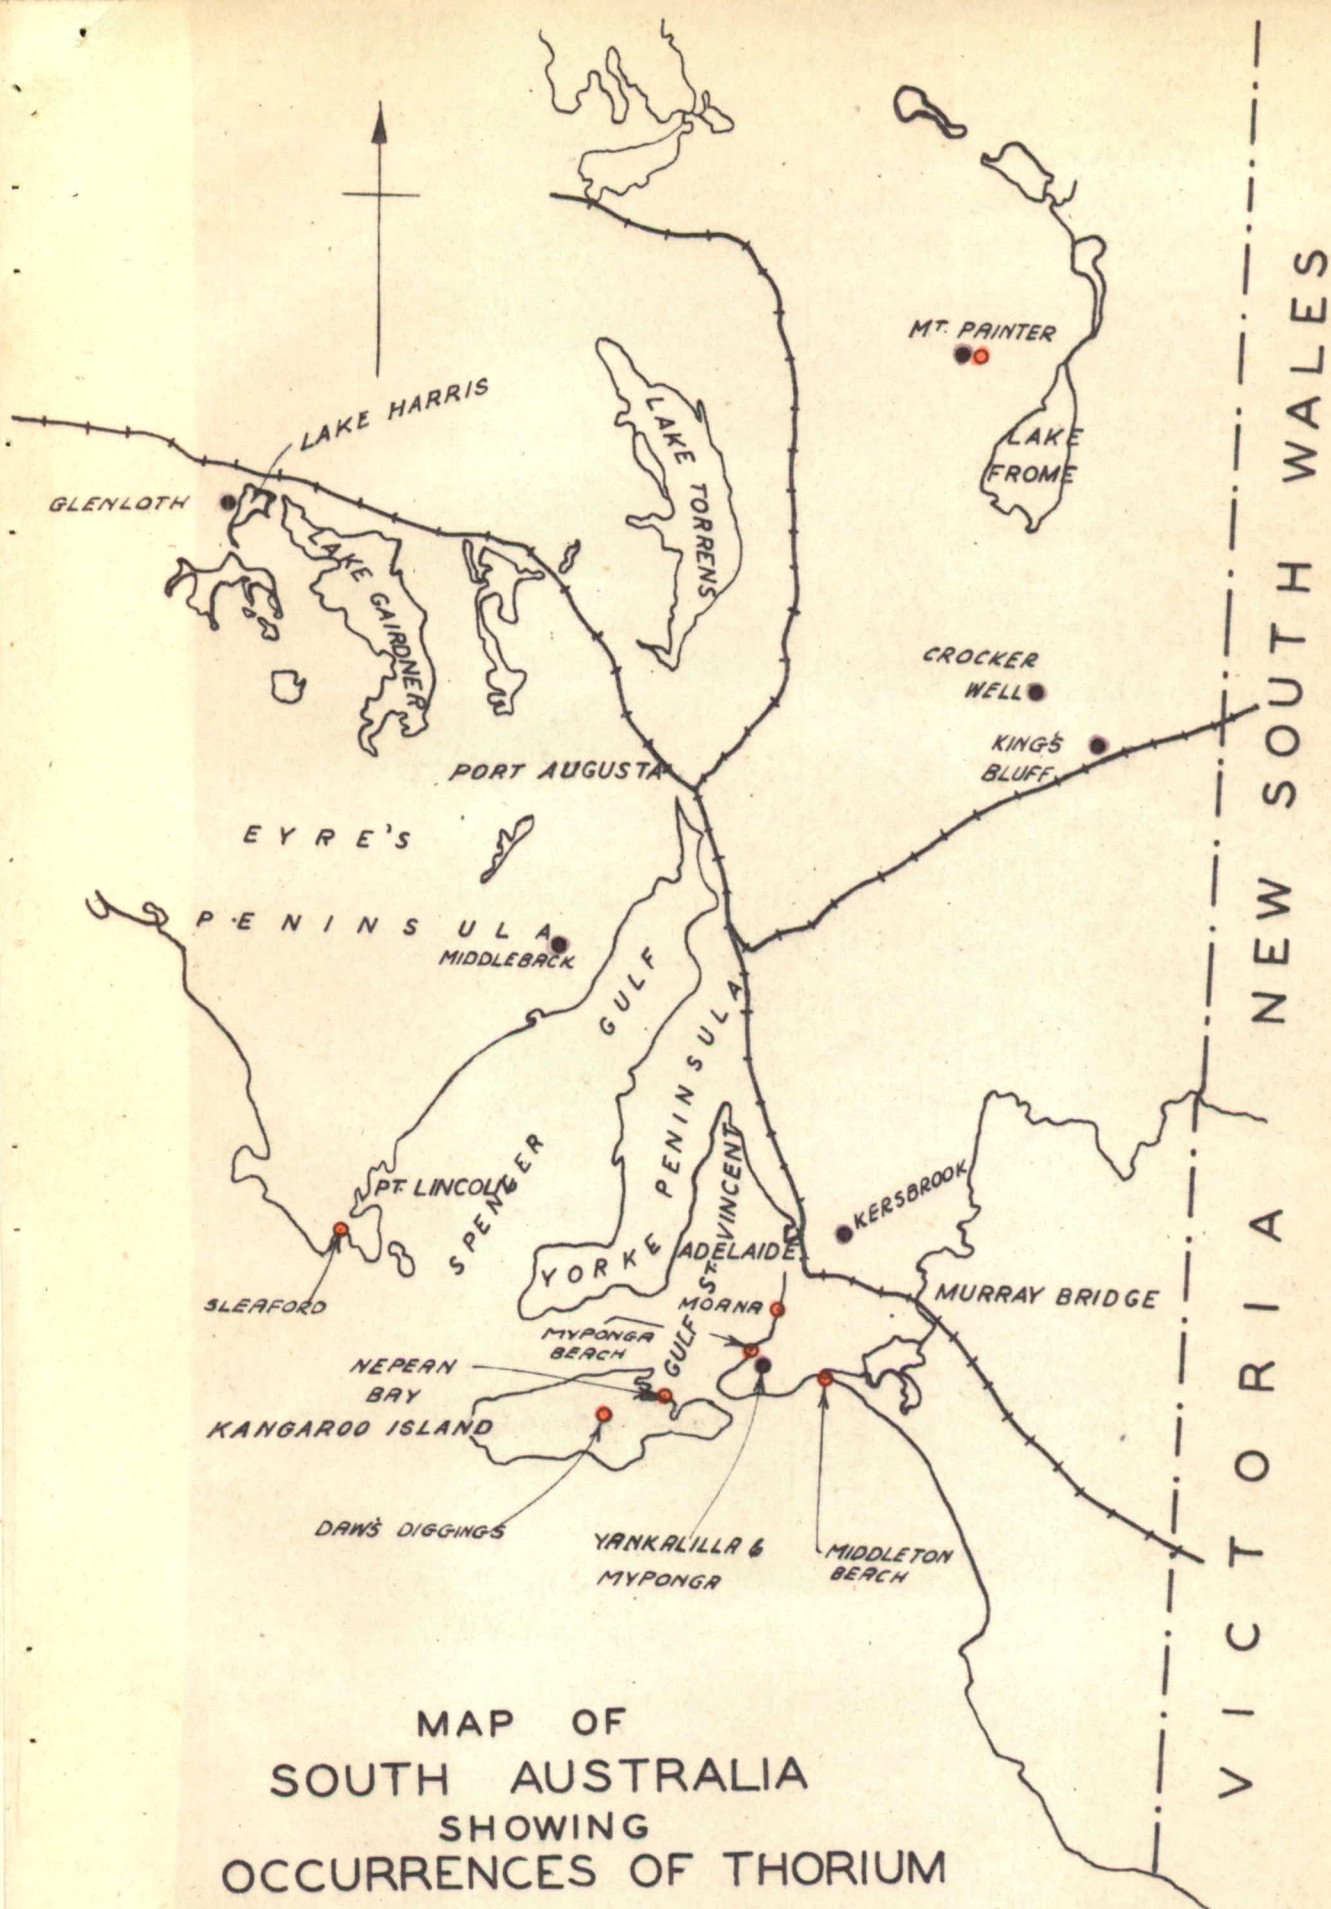 MT. PAINTER
LAKE HARRIS
LAKE TORRENS
LAKE
FROME
GLENLOTH
LAKE GAIRDNER
CROCKER
WELL
KING'S
BLUFF
PORT AUGUSTA
EYRE'S
PENINSULA
MIDDLEBACK
SPENCER GULF
YORKE PENINSULA
GULF ST. VINCENT
PT. LINCOLN
KERSBROOK
ADELAIDE
SLEAFORD
MOANA
MURRAY BRIDGE
MYPONGA
BEACH
NEPEAN
BAY
KANGAROO ISLAND
DAW'S DIGGINGS
YANKALILLA &
MYPONGA
MIDDLETON
BEACH
NEW SOUTH WALES
VICTORIA
MAP OF
SOUTH AUSTRALIA
SHOWING
OCCURRENCES OF THORIUM